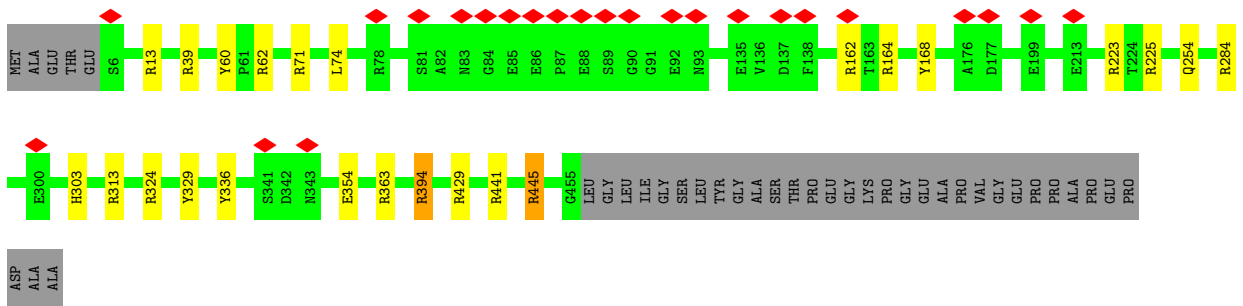 MET ALA GLU THR GLU S6 R13 R39 Y60 P61 R62 R71 L74 R78 S81 A82 N83 G84 E85 E86 P87 E88 S89 G90 G91 E92 N93 E135 V136 D137 F138 R162 T163 R164 Y168 A176 D177 E199 E213 R223 T224 R225 Q254 R284
E300 H303 R313 R324 Y329 Y336 S341 D342 N343 E354 R363 R394 R429 R441 R445 G455 LEU GLY LEU ILE GLY SER LEU TYR GLY ALA SER THR PRO GLU GLY LYS PRO GLY GLU ALA PRO VAL GLY GLU PRO PRO ALA PRO GLU PRO
ASP ALA ALA